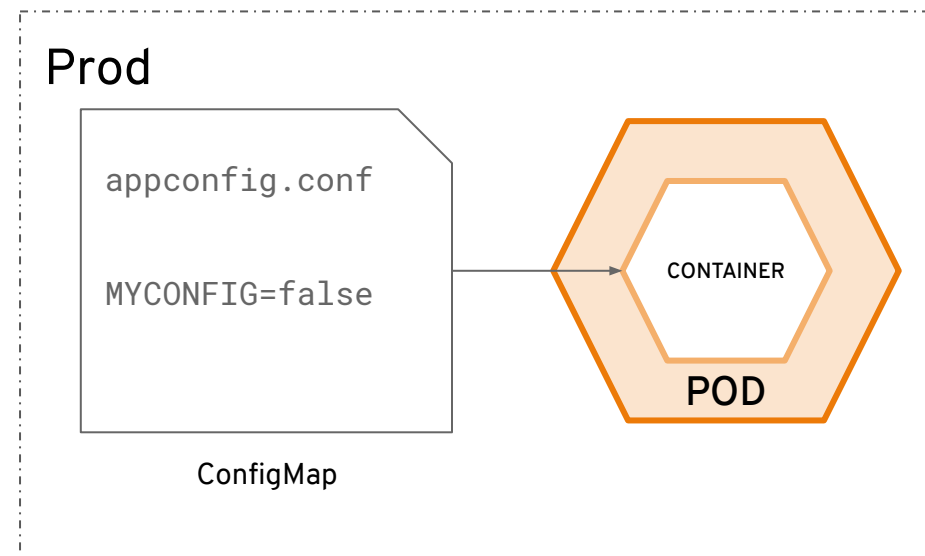 Prod
appconfig.conf
MYCONFIG=false
ConfigMap
CONTAINER
POD